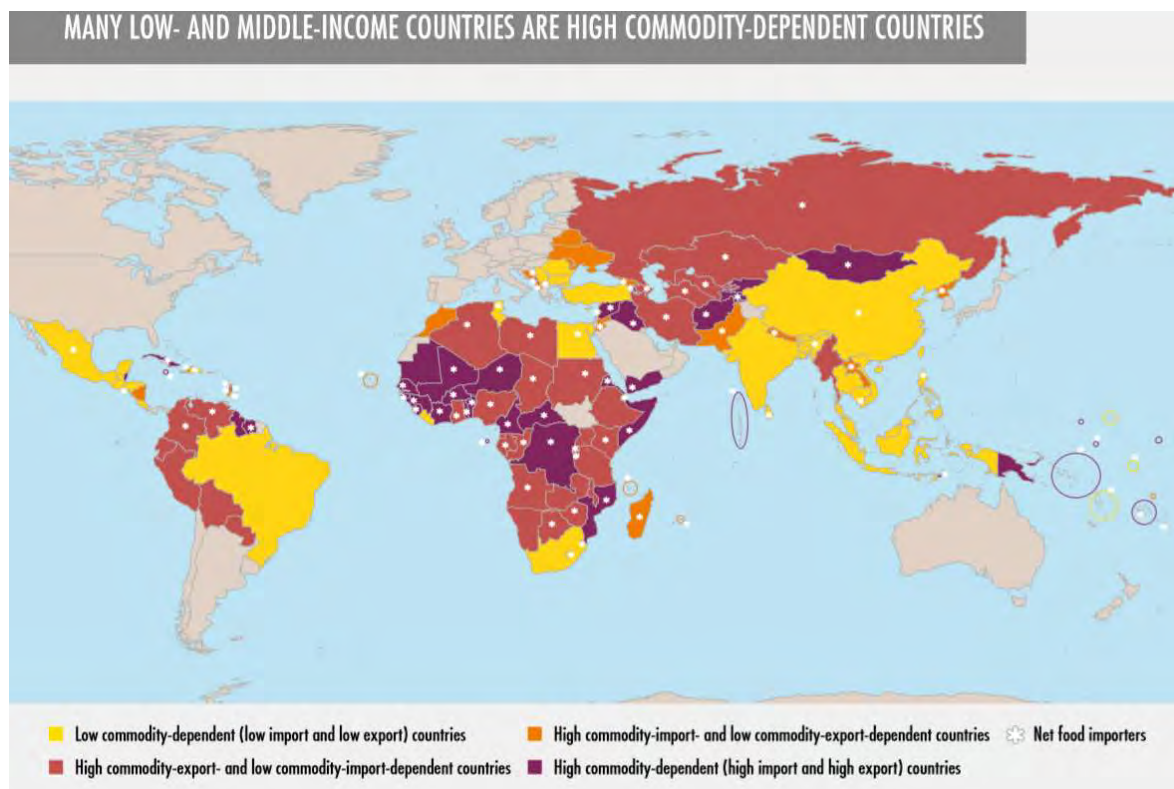 MANY LOW- AND MIDDLE-INCOME COUNTRIES ARE HIGH COMMODITY-DEPENDENT COUNTRIES
Low commodity-dependent (low import and low export) countries
High commodity-import- and low commodity-export-dependent countries
Net food importers
High commodity-export- and low commodity-import-dependent countries
High commodity-dependent (high import and high export) countries